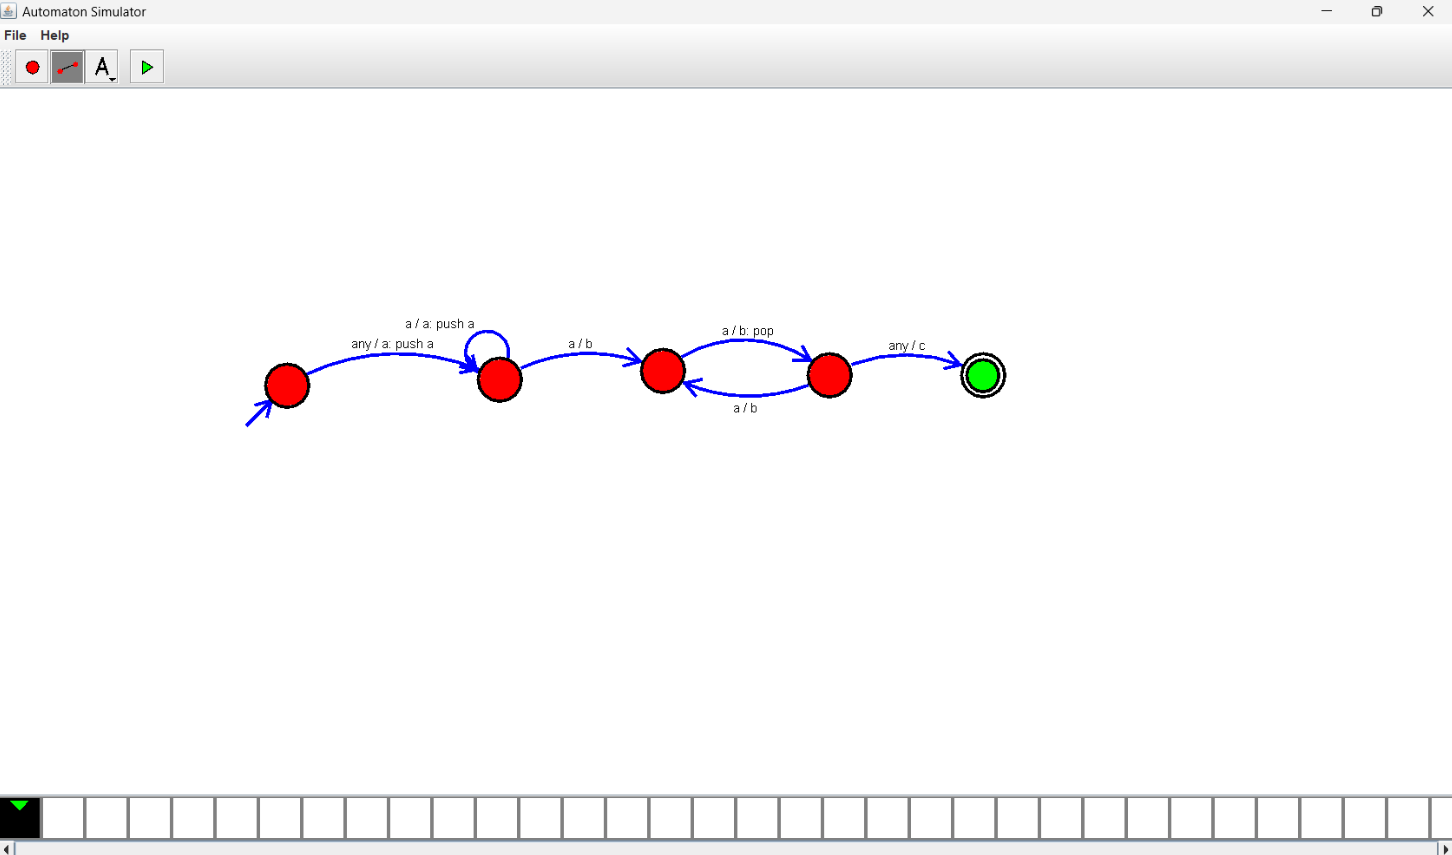 Automaton Simulator
File Help
A
a / a: push a
any / a: push a
a / b
a / b: pop
any / c
a / b